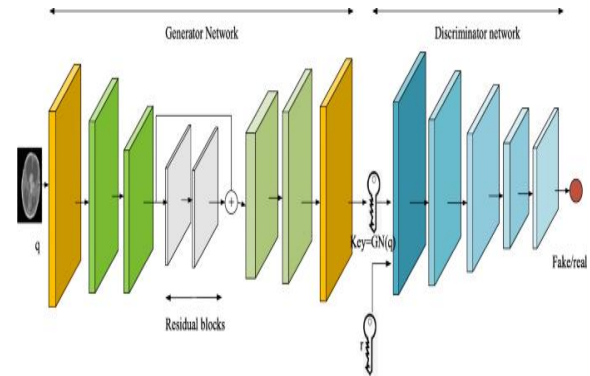 Generator Network
Discriminator network
q
+
Key=GN(q)
Fake/real
Residual blocks
r